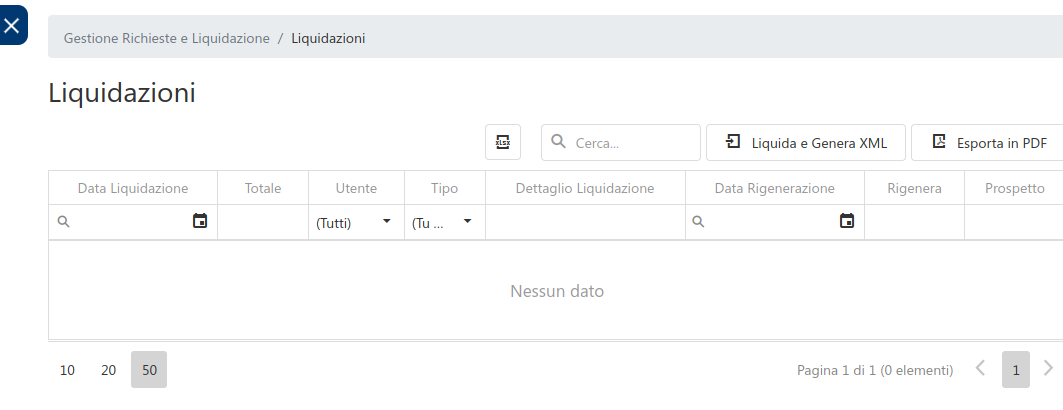 Gestione Richieste e Liquidazione / Liquidazioni
Liquidazioni
XLSX Cerca... Liquida e Genera XML Esporta in PDF
Data Liquidazione Totale Utente Tipo Dettaglio Liquidazione Data Rigenerazione Rigenera Prospetto
(Tutti) (Tu ...
Nessun dato
10 20 50 Pagina 1 di 1 (0 elementi) 1